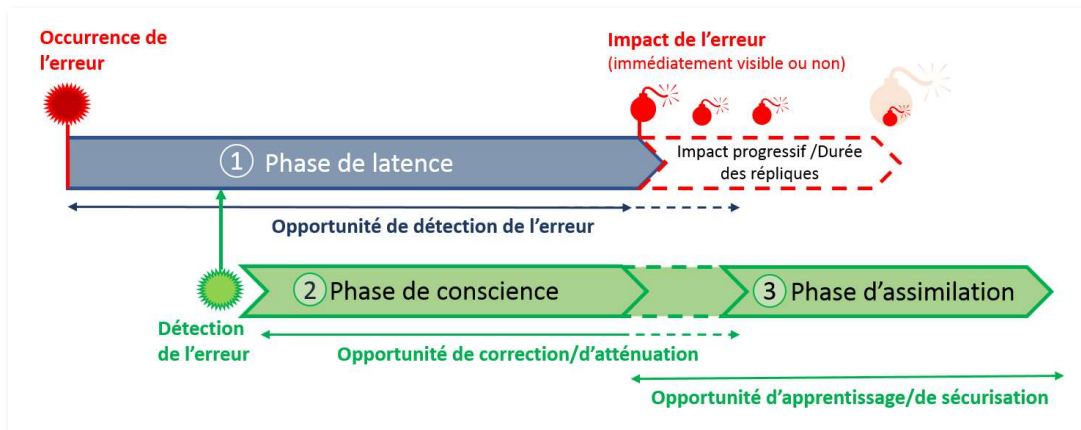 Occurrence de
l'erreur
Impact de l'erreur
(immédiatement visible ou non)
1 Phase de latence
Impact progressif /Durée
des répliques
Opportunité de détection de l'erreur
2 Phase de conscience
3 Phase d'assimilation
Détection
de l'erreur
Opportunité de correction/d'atténuation
Opportunité d'apprentissage/de sécurisation